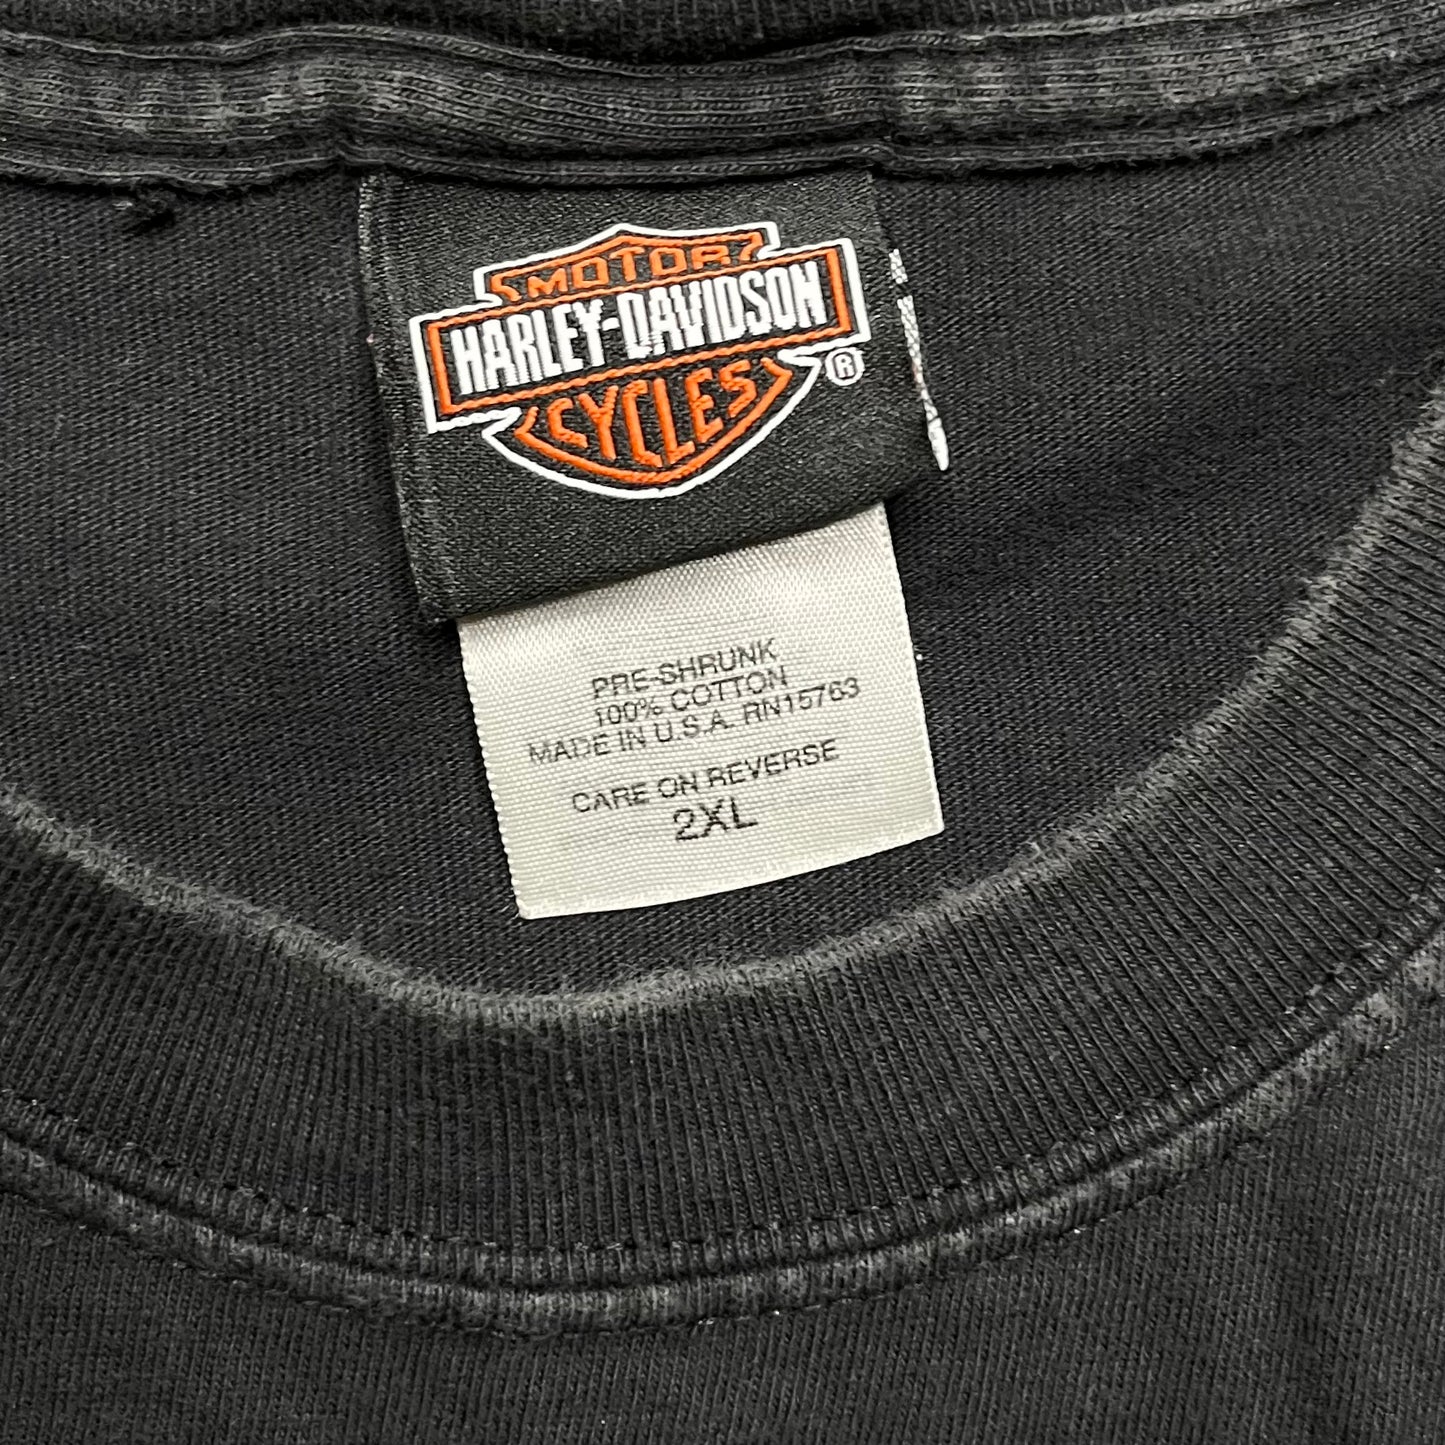 MOTOR
HARLEY-DAVIDSON
CYCLES
®
PRE-SHRUNK
100% COTTON
MADE IN U.S.A. RN15763
CARE ON REVERSE
2XL